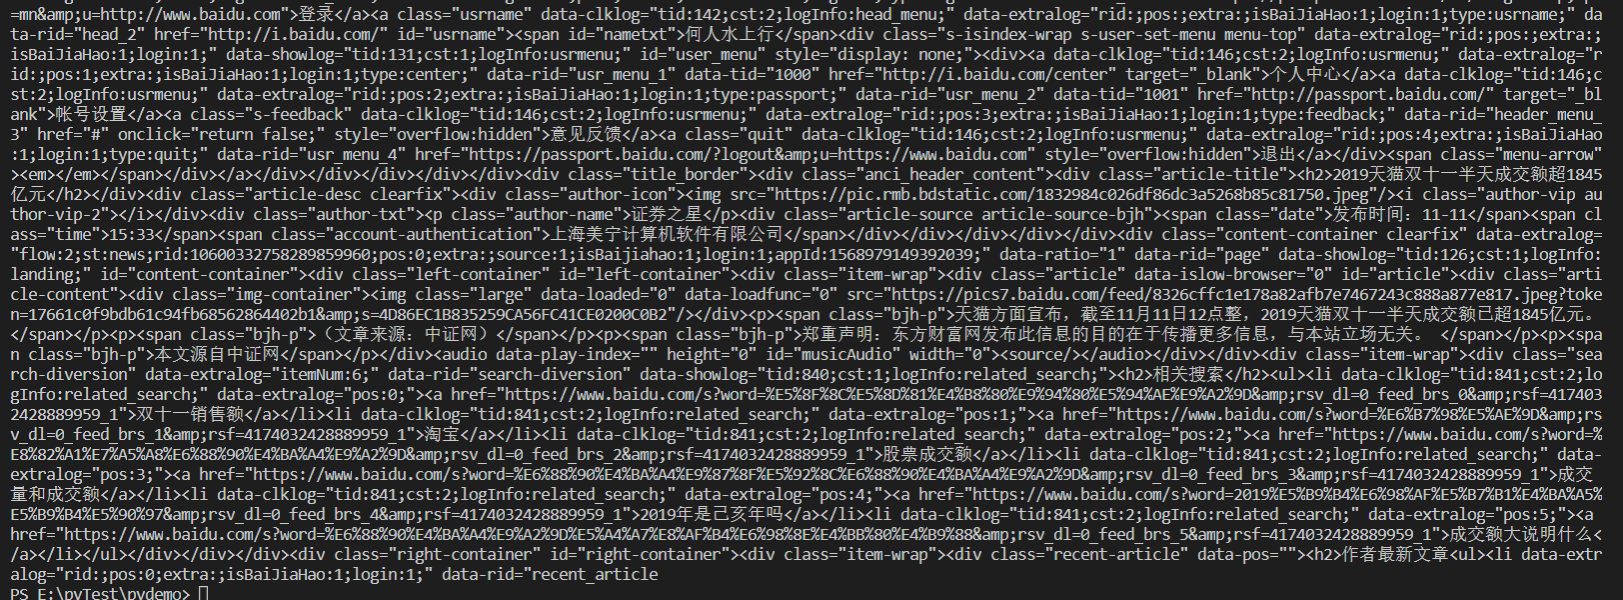 =mn&amp;u=http://www.baidu.com">登录</a><a class="usrname" data-clklog="tid:142;cst:2;logInfo:head_menu;" data-extralog="rid:;pos:;extra:;isBaiJiaHao:1;login:1;type:usrname;" da
ta-rid="head_2" href="http://i.baidu.com/" id="usrname"><span id="nametxt">何人水上行</span><div class="s-isindex-wrap s-user-set-menu menu-top" data-extralog="rid:;pos:;extra:;
isBaiJiaHao:1;login:1;" data-showlog="tid:131;cst:1;logInfo:usrmenu;" id="user_menu" style="display: none;"><div><a data-clklog="tid:146;cst:2;logInfo:usrmenu;" data-extralog="r
id:;pos:1;extra:;isBaiJiaHao:1;login:1;type:center;" data-rid="usr_menu_1" data-tid="1000" href="http://i.baidu.com/center" target="_blank">个人中心</a><a data-clklog="tid:146;c
st:2;logInfo:usrmenu;" data-extralog="rid:;pos:2;extra:;isBaiJiaHao:1;login:1;type:passport;" data-rid="usr_menu_2" data-tid="1001" href="http://passport.baidu.com/" target="_bl
ank">帐号设置</a><a class="s-feedback" data-clklog="tid:146;cst:2;logInfo:usrmenu;" data-extralog="rid:;pos:3;extra:;isBaiJiaHao:1;login:1;type:feedback;" data-rid="header_menu_
3" href="#" onclick="return false;" style="overflow:hidden">意见反馈</a><a class="quit" data-clklog="tid:146;cst:2;logInfo:usrmenu;" data-extralog="rid:;pos:4;extra:;isBaiJiaHao
:1;login:1;type:quit;" data-rid="usr_menu_4" href="https://passport.baidu.com/?logout&amp;u=https://www.baidu.com" style="overflow:hidden">退出</a></div><span class="menu-arrow"
><em></em></span></div></a></div></div></div></div><div class="title_border"><div class="anci_header_content"><div class="article-title"><h2>2019天猫双十一半天成交额超1845
亿元</h2></div><div class="article-desc clearfix"><div class="author-icon"><img src="https://pic.rmb.bdstatic.com/1832984c026df86dc3a5268b85c81750.jpeg"/><i class="author-vip au
thor-vip-2"></i></div><div class="author-txt"><p class="author-name">证券之星</p><div class="article-source article-source-bjh"><span class="date">发布时间：11-11</span><span cl
ass="time">15:33</span><span class="account-authentication">上海美宁计算机软件有限公司</span></div></div></div></div></div><div class="content-container clearfix" data-extralog=
"flow:2;st:news;rid:10600332758289859960;pos:0;extra:;source:1;isBaijiahao:1;login:1;appId:1568979149392039;" data-ratio="1" data-rid="page" data-showlog="tid:126;cst:1;logInfo:
landing;" id="content-container"><div class="left-container" id="left-container"><div class="item-wrap"><div class="article" data-islow-browser="0" id="article"><div class="arti
cle-content"><div class="img-container"><img class="large" data-loaded="0" data-loadfunc="0" src="https://pics7.baidu.com/feed/8326cffc1e178a82afb7e7467243c888a877e817.jpeg?toke
n=17661c0f9bdb61c94fb68562864402b1&amp;s=4D86EC1B835259CA56FC41CE0200C0B2"/></div><p><span class="bjh-p">天猫方面宣布，截至11月11日12点整，2019天猫双十一半天成交额已超1845亿元。
</span></p><p><span class="bjh-p">（文章来源：中证网）</span></p><p><span class="bjh-p">郑重声明：东方财富网发布此信息的目的在于传播更多信息，与本站立场无关。 </span></p><p><spa
n class="bjh-p">本文源自中证网</span></p></div><audio data-play-index="" height="0" id="musicAudio" width="0"><source/></audio></div></div><div class="item-wrap"><div class="sea
rch-diversion" data-extralog="itemNum:6;" data-rid="search-diversion" data-showlog="tid:840;cst:1;logInfo:related_search;"><h2>相关搜索</h2><ul><li data-clklog="tid:841;cst:2;lo
gInfo:related_search;" data-extralog="pos:0;"><a href="https://www.baidu.com/s?word=%E5%8F%8C%E5%8D%81%E4%B8%80%E9%94%80%E5%94%AE%E9%A2%9D&amp;rsv_dl=0_feed_brs_0&amp;rsf=417403
2428889959_1">双十一销售额</a></li><li data-clklog="tid:841;cst:2;logInfo:related_search;" data-extralog="pos:1;"><a href="https://www.baidu.com/s?word=%E6%B7%98%E5%AE%9D&amp;rs
v_dl=0_feed_brs_1&amp;rsf=4174032428889959_1">淘宝</a></li><li data-clklog="tid:841;cst:2;logInfo:related_search;" data-extralog="pos:2;"><a href="https://www.baidu.com/s?word=%
E8%82%A1%E7%A5%A8%E6%88%90%E4%BA%A4%E9%A2%9D&amp;rsv_dl=0_feed_brs_2&amp;rsf=4174032428889959_1">股票成交额</a></li><li data-clklog="tid:841;cst:2;logInfo:related_search;" data-
extralog="pos:3;"><a href="https://www.baidu.com/s?word=%E6%88%90%E4%BA%A4%E9%87%8F%E5%92%8C%E6%88%90%E4%BA%A4%E9%A2%9D&amp;rsv_dl=0_feed_brs_3&amp;rsf=4174032428889959_1">成交
量和成交额</a></li><li data-clklog="tid:841;cst:2;logInfo:related_search;" data-extralog="pos:4;"><a href="https://www.baidu.com/s?word=2019%E5%B9%B4%E6%98%AF%E5%B7%B1%E4%BA%A5%
E5%B9%B4%E5%90%97&amp;rsv_dl=0_feed_brs_4&amp;rsf=4174032428889959_1">2019年是己亥年吗</a></li><li data-clklog="tid:841;cst:2;logInfo:related_search;" data-extralog="pos:5;"><a
href="https://www.baidu.com/s?word=%E6%88%90%E4%BA%A4%E9%A2%9D%E5%A4%A7%E8%AF%B4%E6%98%8E%E4%BB%80%E4%B9%88&amp;rsv_dl=0_feed_brs_5&amp;rsf=4174032428889959_1">成交额大说明什么<
/a></li></ul></div></div></div><div class="right-container" id="right-container"><div class="item-wrap"><div class="recent-article" data-pos=""><h2>作者最新文章<ul><li data-extr
alog="rid:;pos:0;extra:;isBaiJiaHao:1;login:1;" data-rid="recent_article
PS E:\pyTest\pydemo>